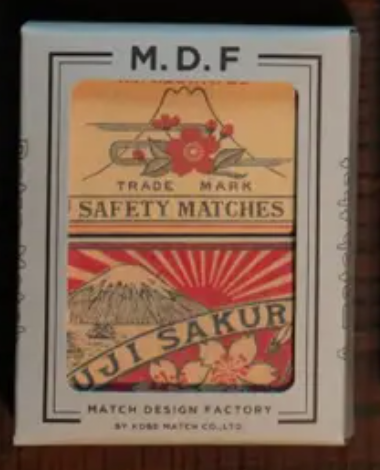 M.D.F
TRADE MARK
SAFETY MATCHES
UJI SAKUR
MATCH DESIGN FACTORY
BY KOBE MATCH CO.,LTD.